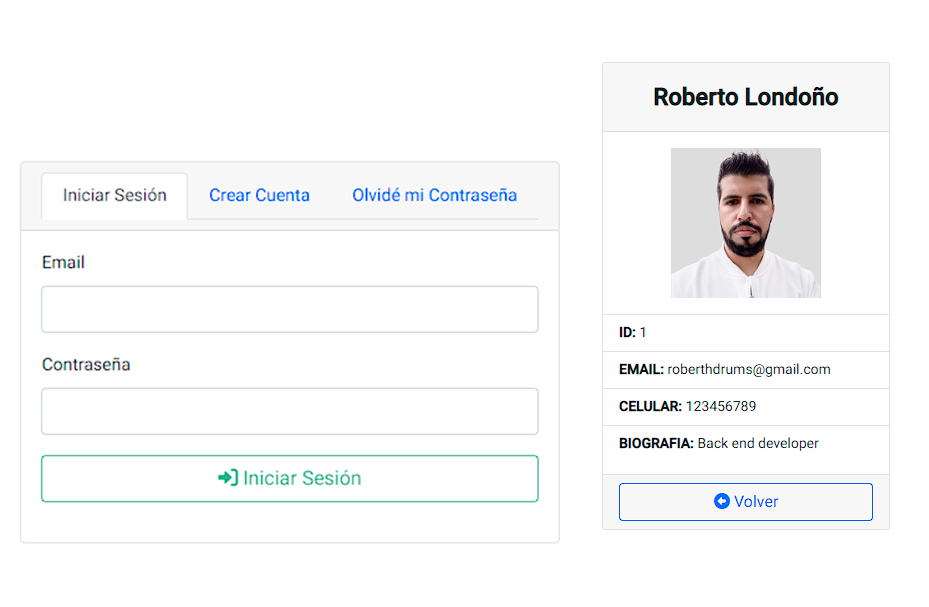 Iniciar Sesión Crear Cuenta Olvidé mi Contraseña
Email
Contraseña
Iniciar Sesión
Roberto Londoño
ID: 1
EMAIL: roberthdrums@gmail.com
CELULAR: 123456789
BIOGRAFIA: Back end developer
Volver